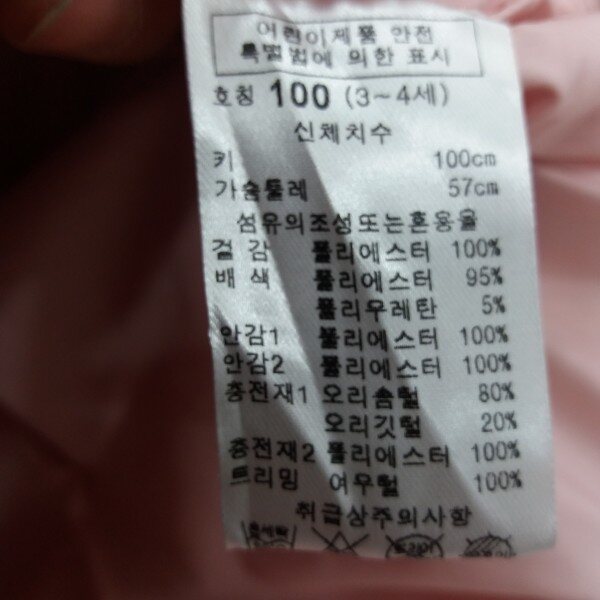 어린이제품 안전
특별법에 의한 표시
호칭 100 (3~4세)
신체치수
키 100cm
가슴둘레 57cm
섬유의조성또는혼용율
겉감 폴리에스터 100%
배색 폴리에스터 95%
폴리우레탄 5%
안감1 폴리에스터 100%
안감2 폴리에스터 100%
충전재1 오리솜털 80%
오리깃털 20%
충전재2 폴리에스터 100%
트리밍 여우털 100%
취급상주의사항